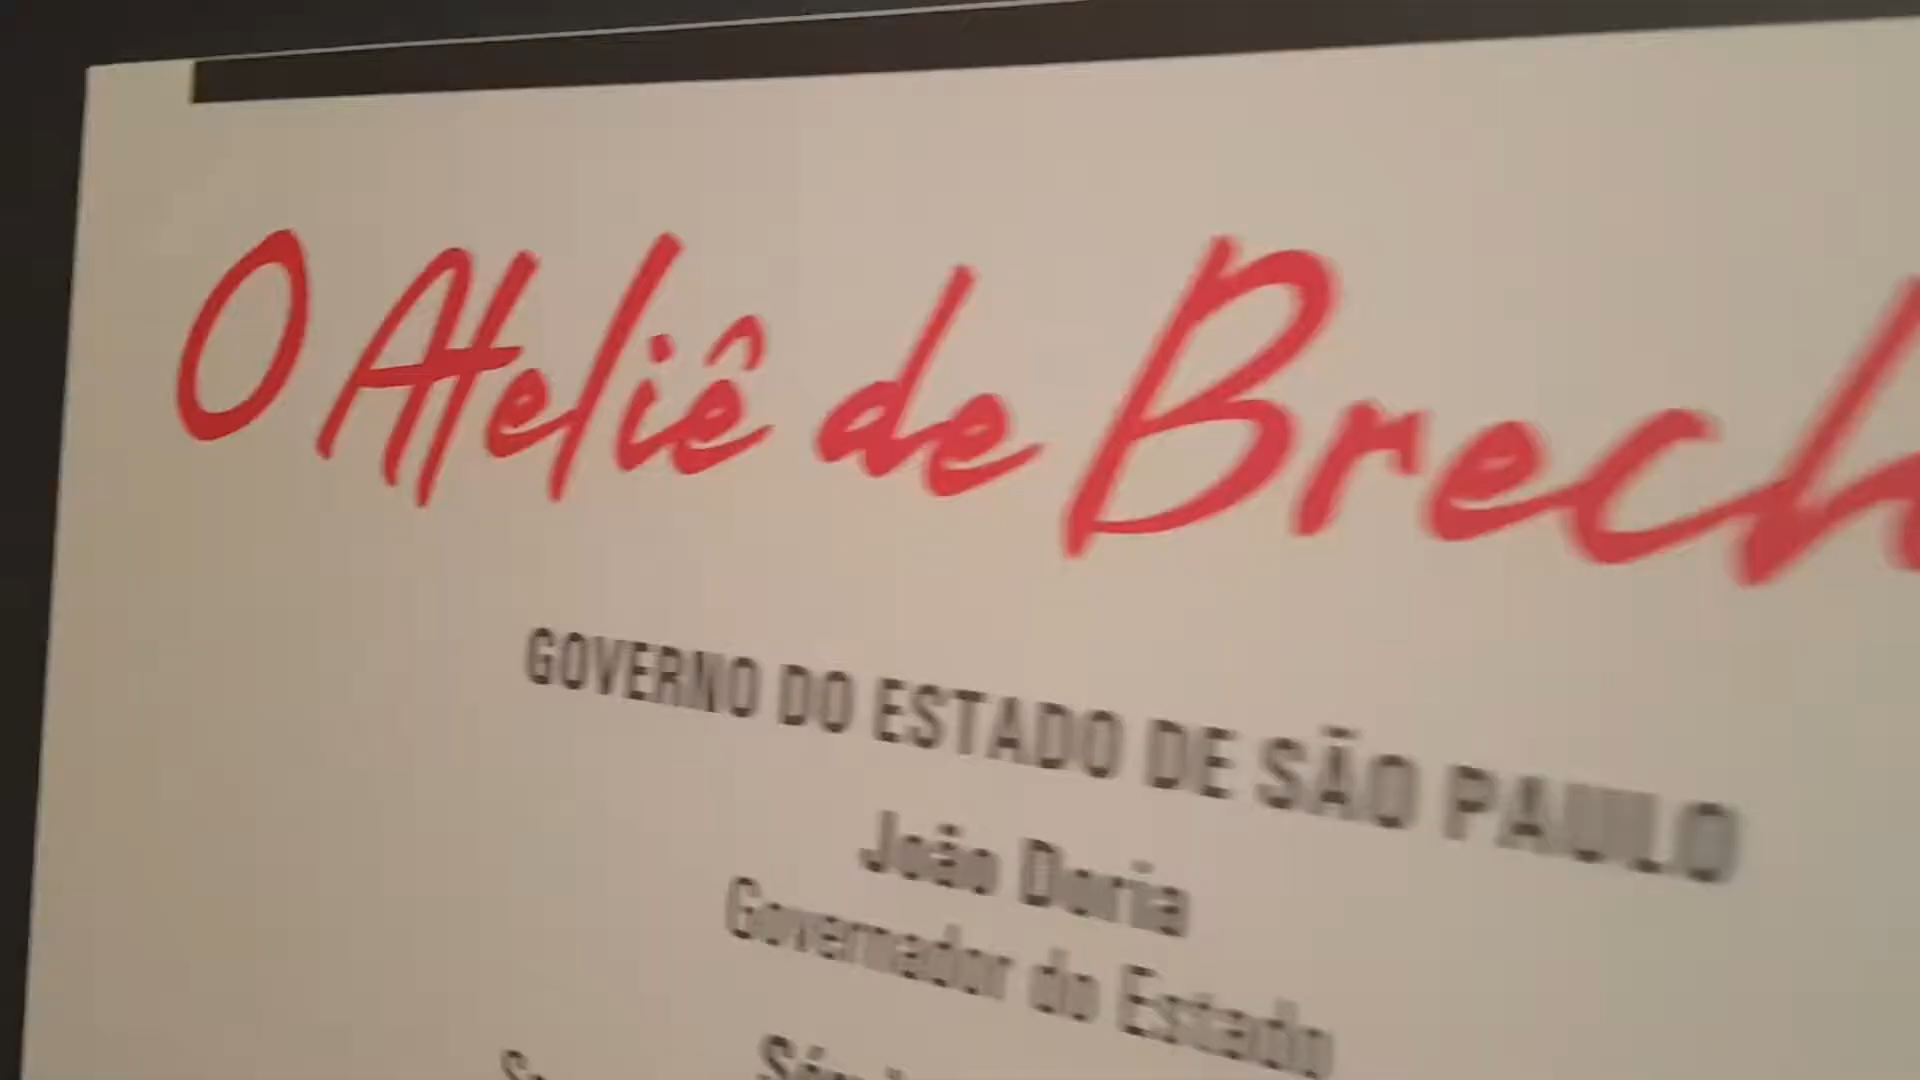 O Ateliê de Brech
GOVERNO DO ESTADO DE SÃO PAULO
João Doria
Governador do Estado